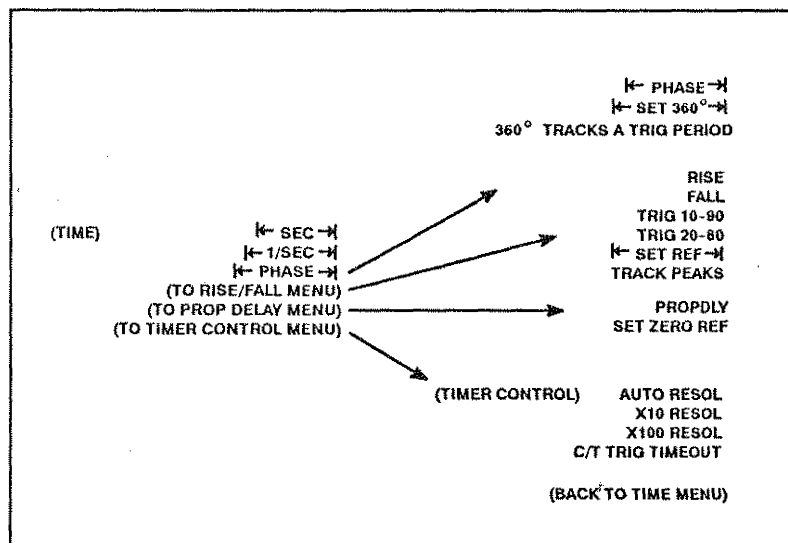 |← PHASE →|
|← SET 360° →|
360° TRACKS A TRIG PERIOD
RISE
FALL
TRIG 10-90
TRIG 20-80
|← SET REF →|
TRACK PEAKS
(TIME)
|← SEC →|
|← 1/SEC →|
|← PHASE →|
(TO RISE/FALL MENU)
(TO PROP DELAY MENU)
(TO TIMER CONTROL MENU)
PROPDLY
SET ZERO REF
(TIMER CONTROL) AUTO RESOL
X10 RESOL
X100 RESOL
C/T TRIG TIMEOUT
(BACK TO TIME MENU)